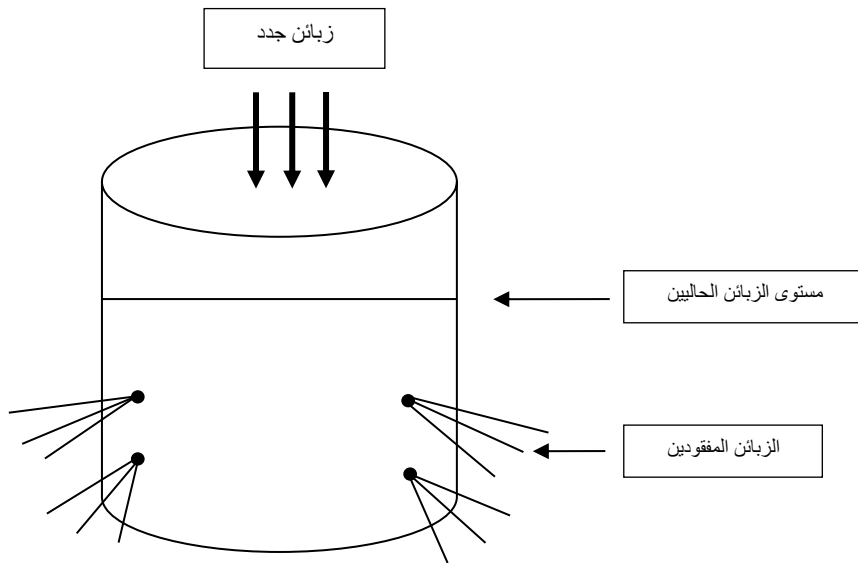 زبائن جدد
مستوى الزبائن الحاليين
الزبائن المفقودين